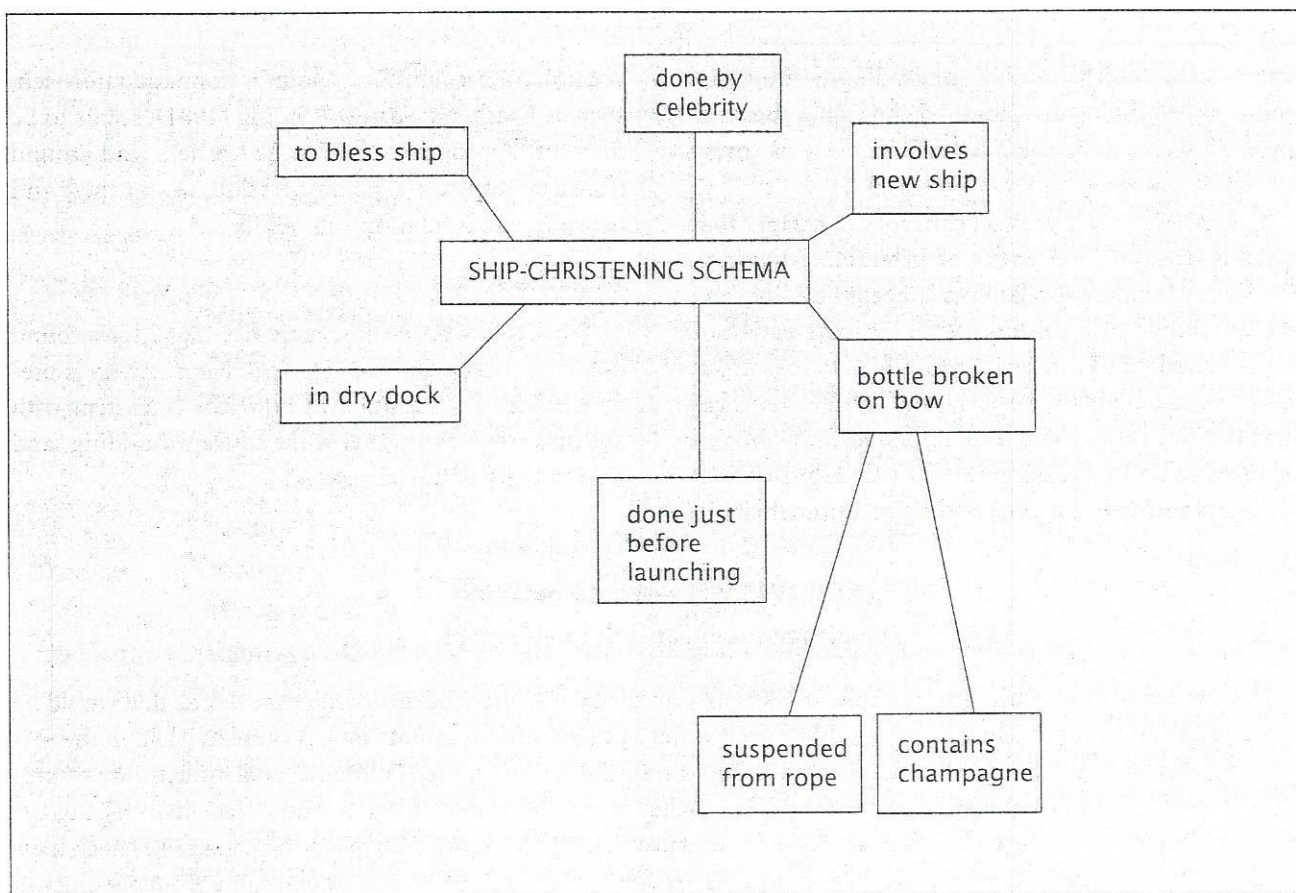 done by
celebrity
to bless ship
involves
new ship
SHIP-CHRISTENING SCHEMA
in dry dock
bottle broken
on bow
done just
before
launching
suspended
from rope
contains
champagne